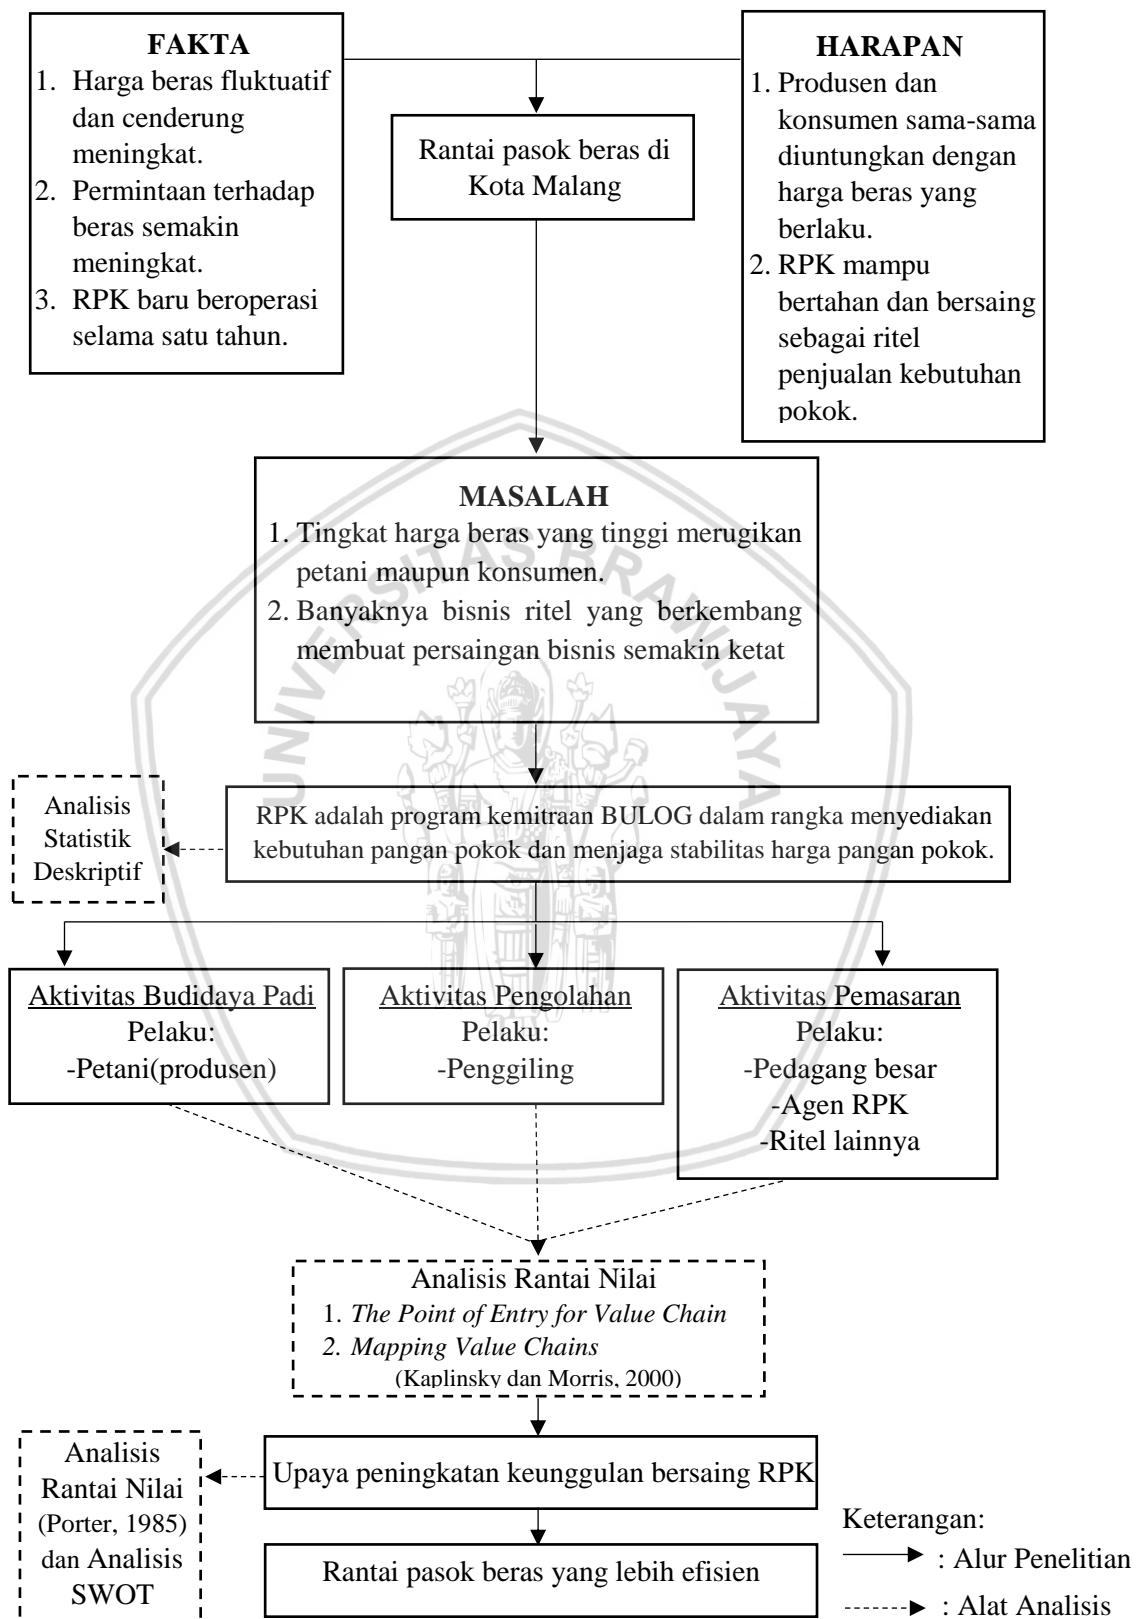 FAKTA
1. Harga beras fluktuatif
dan cenderung
meningkat.
2. Permintaan terhadap
beras semakin
meningkat.
3. RPK baru beroperasi
selama satu tahun.
HARAPAN
1. Produsen dan
konsumen sama-sama
diuntungkan dengan
harga beras yang
berlaku.
2. RPK mampu
bertahan dan bersaing
sebagai ritel
penjualan kebutuhan
pokok.
Rantai pasok beras di
Kota Malang
MASALAH
1. Tingkat harga beras yang tinggi merugikan
petani maupun konsumen.
2. Banyaknya bisnis ritel yang berkembang
membuat persaingan bisnis semakin ketat
UNIVERSITAS BRAWIJAYA
Analisis
Statistik
Deskriptif
RPK adalah program kemitraan BULOG dalam rangka menyediakan
kebutuhan pangan pokok dan menjaga stabilitas harga pangan pokok.
Aktivitas Budidaya Padi
Pelaku:
-Petani(produsen)
Aktivitas Pengolahan
Pelaku:
-Penggiling
Aktivitas Pemasaran
Pelaku:
-Pedagang besar
-Agen RPK
-Ritel lainnya
Analisis Rantai Nilai
1. The Point of Entry for Value Chain
2. Mapping Value Chains
(Kaplinsky dan Morris, 2000)
Analisis
Rantai Nilai
(Porter, 1985)
dan Analisis
SWOT
Upaya peningkatan keunggulan bersaing RPK
Rantai pasok beras yang lebih efisien
Keterangan:
: Alur Penelitian
: Alat Analisis